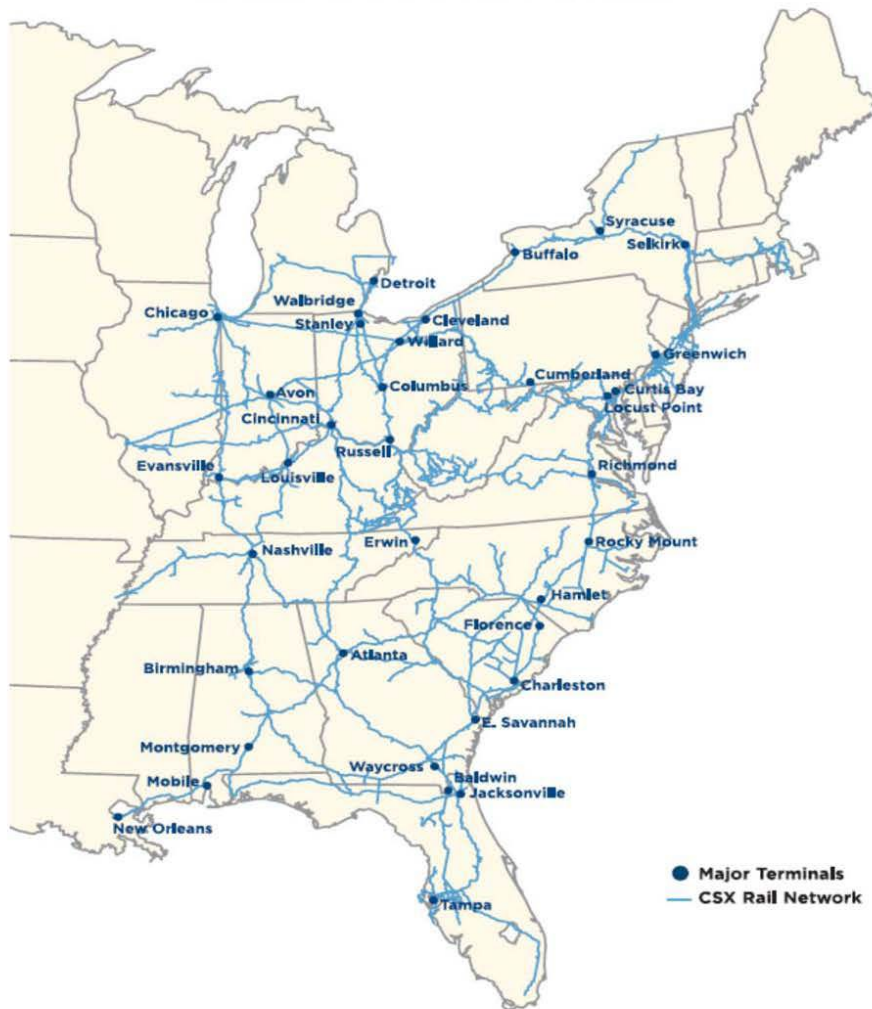 Syracuse
Selkirk
Buffalo
Detroit
Walbridge
Chicago
Stanley
Cleveland
Willard
Greenwich
Cumberland
Columbus
Curtis Bay
Avon
Locust Point
Cincinnati
Russell
Evansville
Louisville
Richmond
Erwin
Rocky Mount
Nashville
Hamlet
Florence
Atlanta
Birmingham
Charleston
E. Savannah
Montgomery
Waycross
Baldwin
Mobile
Jacksonville
New Orleans
Major Terminals
CSX Rail Network
Tampa